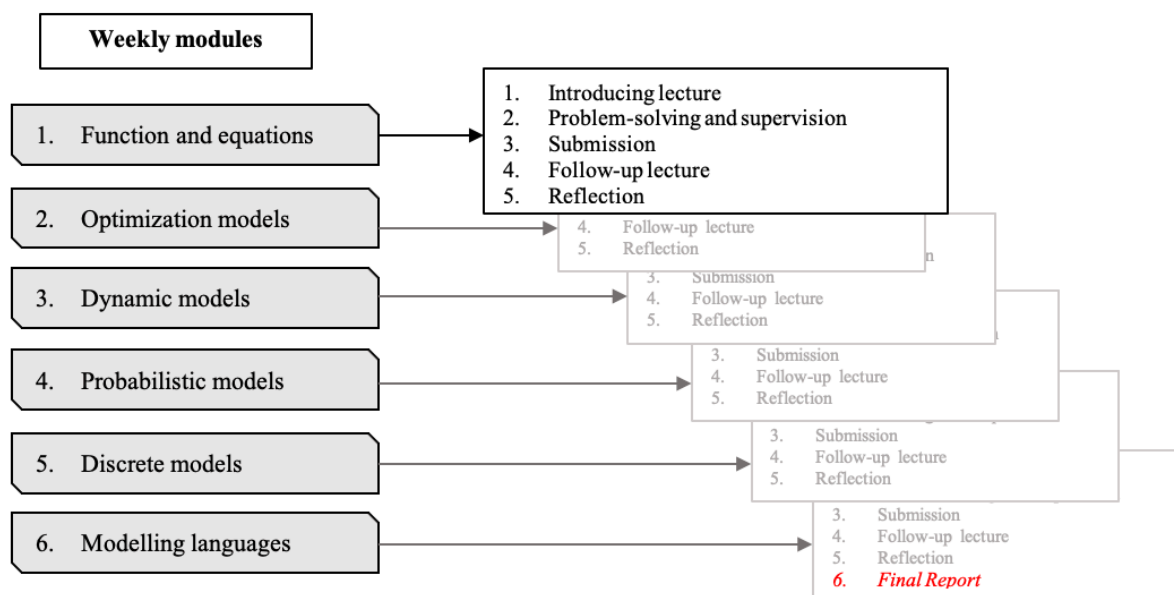 Weekly modules
1. Function and equations
2. Optimization models
3. Dynamic models
4. Probabilistic models
5. Discrete models
6. Modelling languages
1. Introducing lecture
2. Problem-solving and supervision
3. Submission
4. Follow-up lecture
5. Reflection
4. Follow-up lecture
5. Reflection
n
3. Submission
4. Follow-up lecture
5. Reflection
3. Submission
4. Follow-up lecture
5. Reflection
3. Submission
4. Follow-up lecture
5. Reflection
3. Submission
4. Follow-up lecture
5. Reflection
6. Final Report